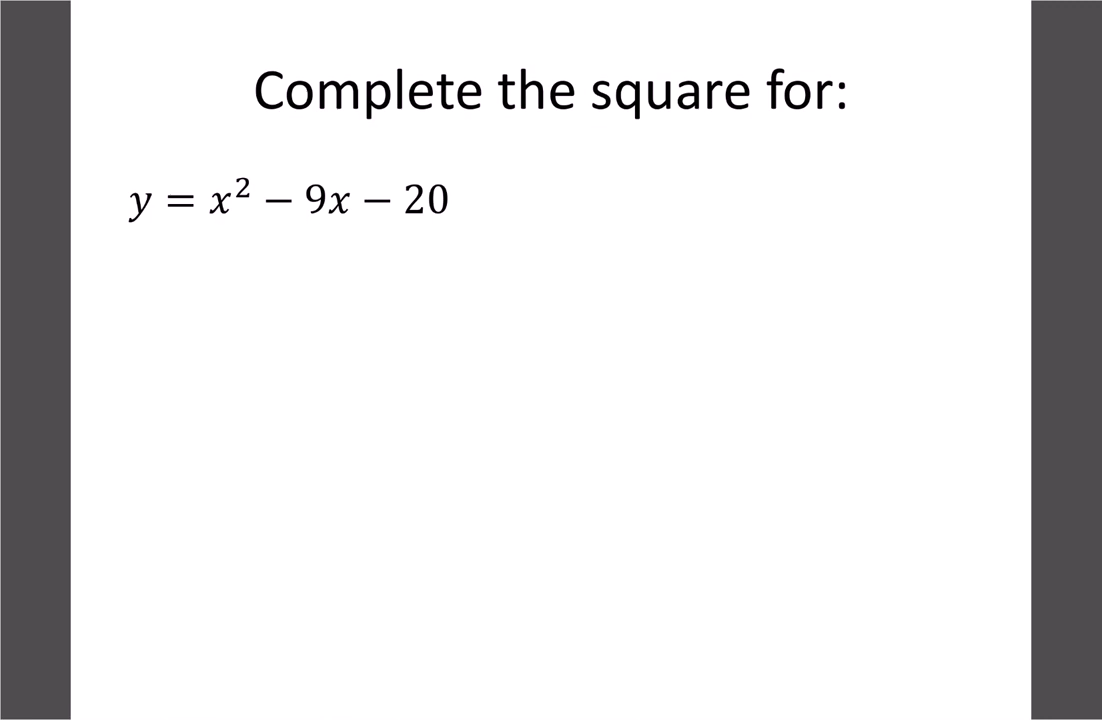 Complete the square for:
y = x² − 9x − 20